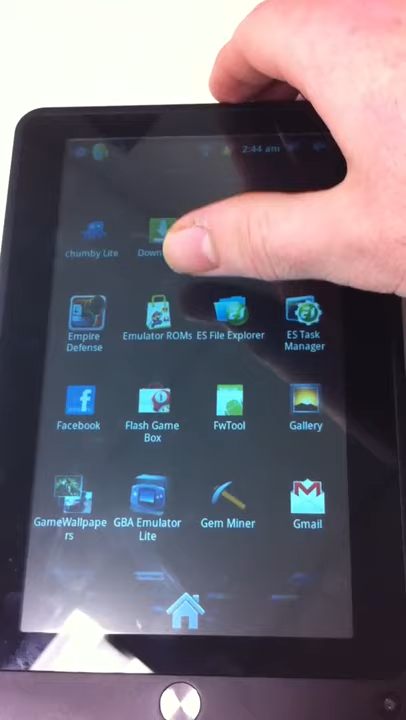 2:44 am
chumby Lite
Empire
Defense
Emulator ROMs
ES File Explorer
ES Task
Manager
Facebook
Flash Game
Box
FwTool
Gallery
GameWallpape
rs
GBA Emulator
Lite
Gem Miner
Gmail